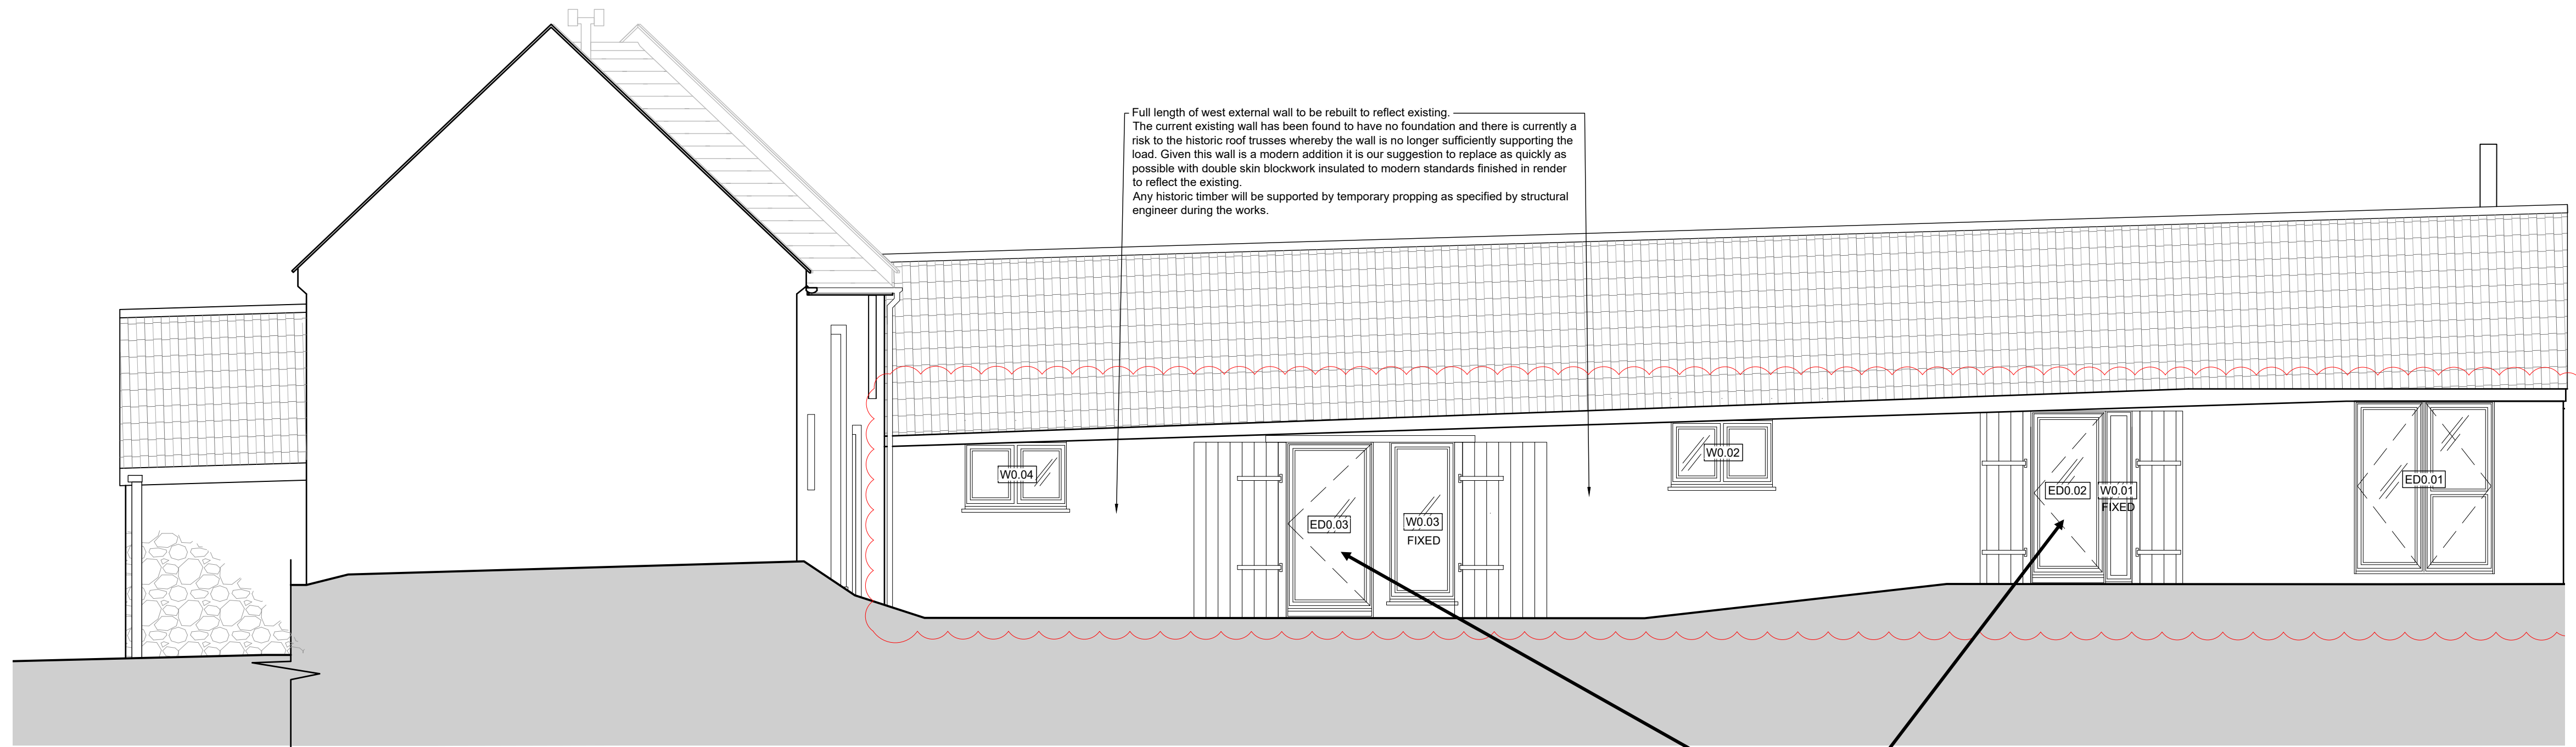 Full length of west external wall to be rebuilt to reflect existing.
The current existing wall has been found to have no foundation and there is currently a
risk to the historic roof trusses whereby the wall is no longer sufficiently supporting the
load. Given this wall is a modern addition it is our suggestion to replace as quickly as
possible with double skin blockwork insulated to modern standards finished in render
to reflect the existing.
Any historic timber will be supported by temporary propping as specified by structural
engineer during the works.
W0.04
ED0.03
W0.03
FIXED
W0.02
ED0.02
W0.01
FIXED
ED0.01